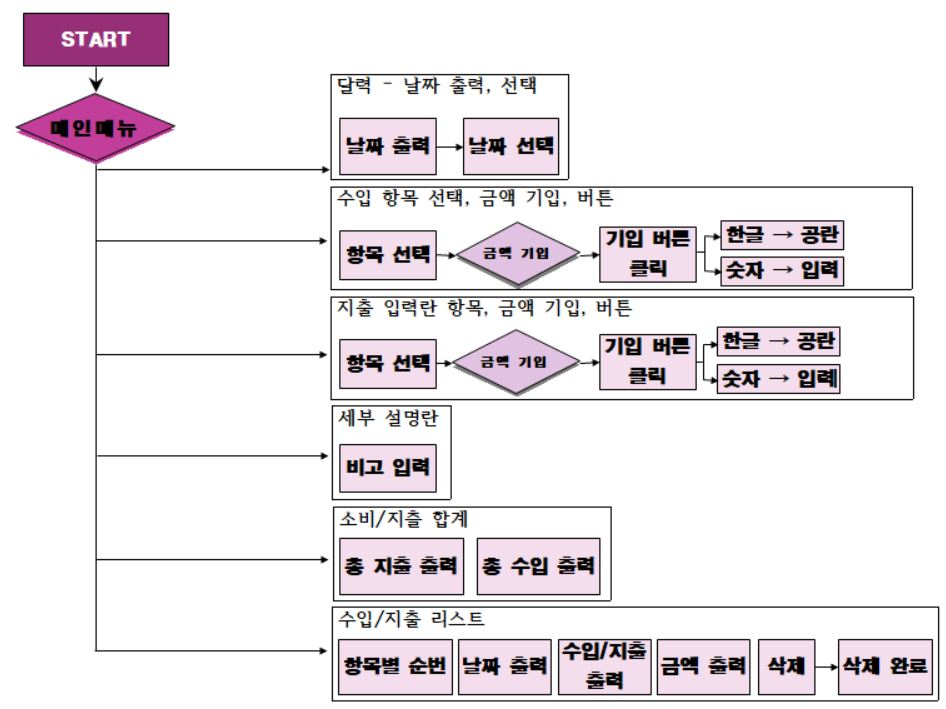 START
메인메뉴
달력 - 날짜 출력, 선택
날짜 출력
날짜 선택
수입 항목 선택, 금액 기입, 버튼
항목 선택
금액 기입
기입 버튼
클릭
한글 → 공란
숫자 → 입력
지출 입력란 항목, 금액 기입, 버튼
항목 선택
금액 기입
기입 버튼
클릭
한글 → 공란
숫자 → 입력
세부 설명란
비고 입력
소비/지출 합계
총 지출 출력
총 수입 출력
수입/지출 리스트
항목별 순번
날짜 출력
수입/지출
출력
금액 출력
삭제
삭제 완료